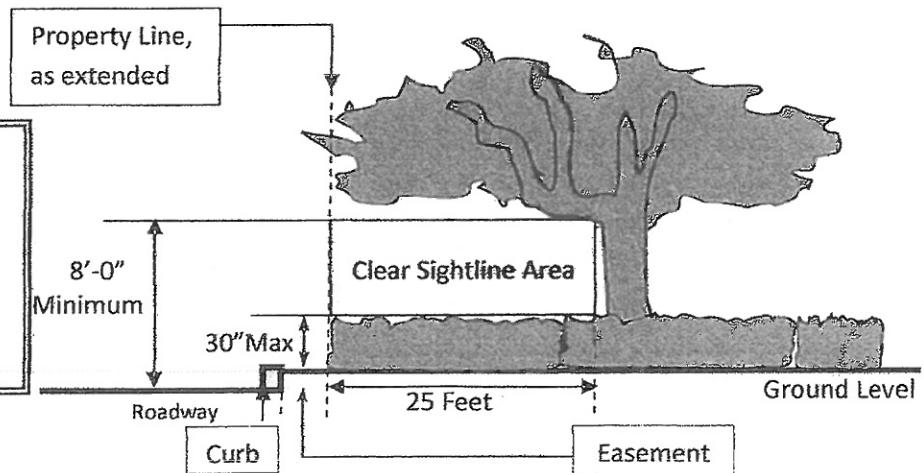 Property Line,
as extended
8'-0"
Minimum
Clear Sightline Area
30"Max
25 Feet
Ground Level
Roadway
Curb
Easement